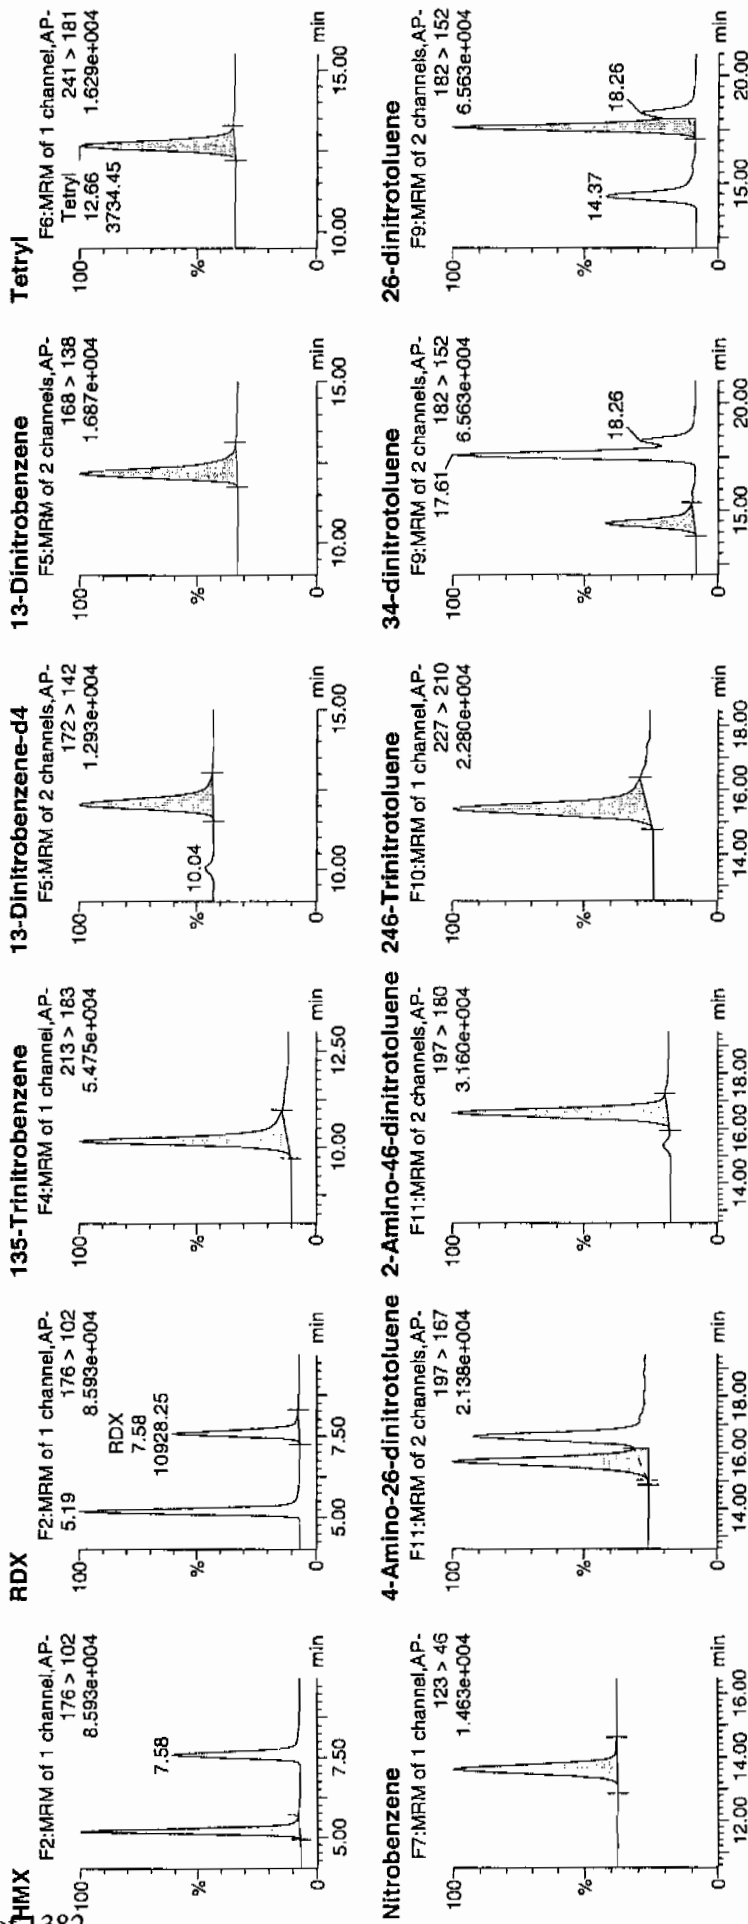 HMX
F2:MRM of 1 channel,AP-
176 > 102
8.593e+004
100
7.58
%
0
5.00 7.50 min
RDX
F2:MRM of 1 channel,AP-
176 > 102
8.593e+004
100
5.19
RDX
7.58
10928.25
%
0
5.00 7.50 min
135-Trinitrobenzene
F4:MRM of 1 channel,AP-
213 > 183
5.475e+004
100
%
0
10.00 12.50 min
13-Dinitrobenzene-d4
F5:MRM of 2 channels,AP-
172 > 142
1.293e+004
100
%
10.04
0
10.00 15.00 min
13-Dinitrobenzene
F5:MRM of 2 channels,AP-
168 > 138
1.687e+004
100
%
0
10.00 15.00 min
Tetryl
F6:MRM of 1 channel,AP-
241 > 181
1.629e+004
100
Tetryl
12.66
3734.45
%
0
10.00 15.00 min
Nitrobenzene
F7:MRM of 1 channel,AP-
123 > 46
1.463e+004
100
%
0
12.00 14.00 16.00 min
4-Amino-26-dinitrotoluene
F11:MRM of 2 channels,AP-
197 > 167
2.138e+004
100
%
0
14.00 16.00 18.00 min
2-Amino-46-dinitrotoluene
F11:MRM of 2 channels,AP-
197 > 180
3.160e+004
100
%
0
14.00 16.00 18.00 min
246-Trinitrotoluene
F10:MRM of 1 channel,AP-
227 > 210
2.280e+004
100
%
0
14.00 16.00 18.00 min
34-dinitrotoluene
F9:MRM of 2 channels,AP-
182 > 152
6.563e+004
100
17.61
18.26
%
0
15.00 20.00 min
26-dinitrotoluene
F9:MRM of 2 channels,AP-
182 > 152
6.563e+004
100
14.37
18.26
%
0
15.00 20.00 min